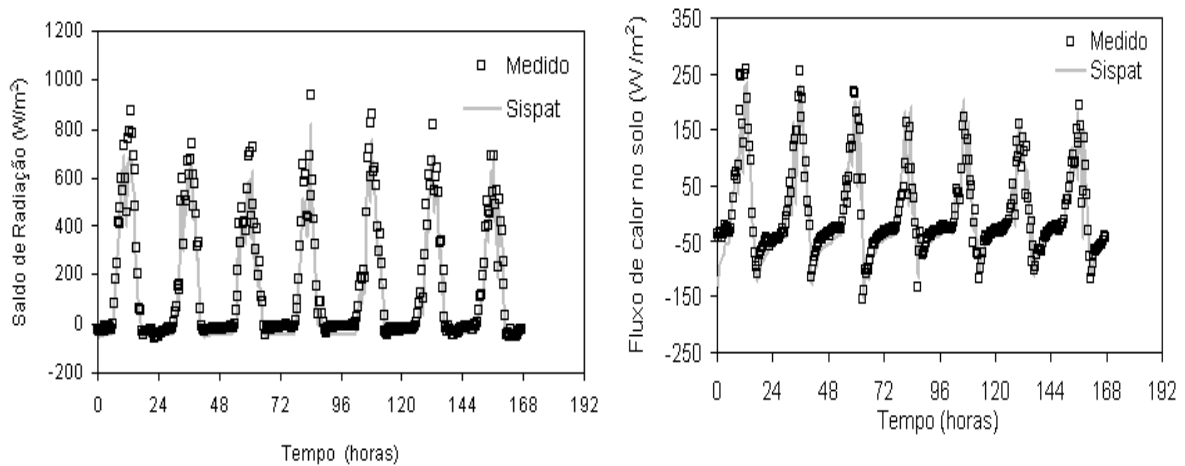 Saldo de Radiação (W/m²)
1200
1000
800
600
400
200
0
-200
Medido
Sispat
0 24 48 72 96 120 144 168 192
Tempo (horas)
Fluxo de calor no solo (W/m²)
350
250
150
50
-50
-150
-250
Medido
Sispat
0 24 48 72 96 120 144 168 192
Tempo (horas)